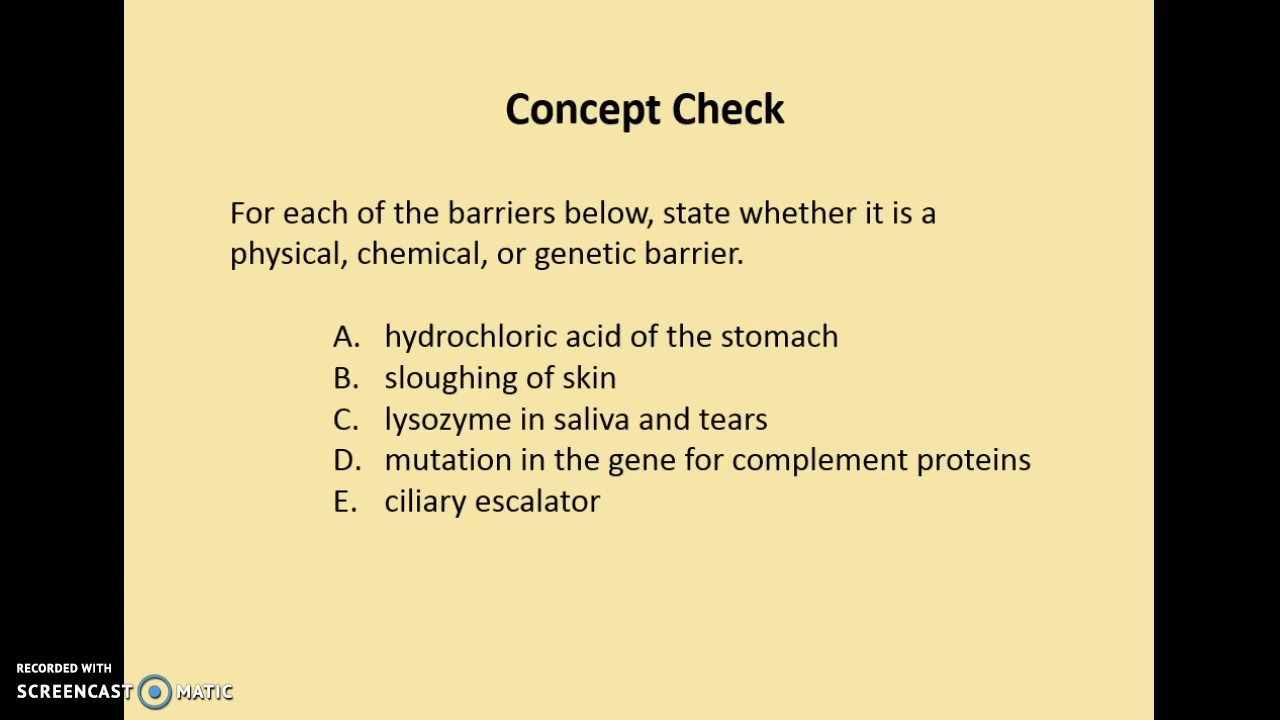 Concept Check
For each of the barriers below, state whether it is a
physical, chemical, or genetic barrier.
A. hydrochloric acid of the stomach
B. sloughing of skin
C. lysozyme in saliva and tears
D. mutation in the gene for complement proteins
E. ciliary escalator
RECORDED WITH
SCREENCAST MATIC